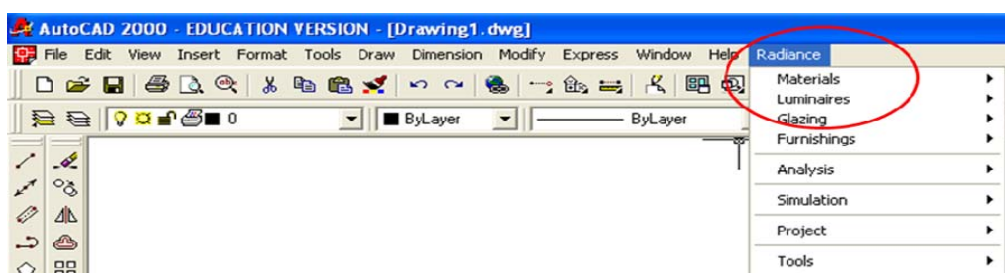 AutoCAD 2000 - EDUCATION VERSION - [Drawing1.dwg]
File Edit View Insert Format Tools Draw Dimension Modify Express Window Help Radiance
0 ByLayer ByLayer
Materials
Luminaires
Glazing
Furnishings
Analysis
Simulation
Project
Tools